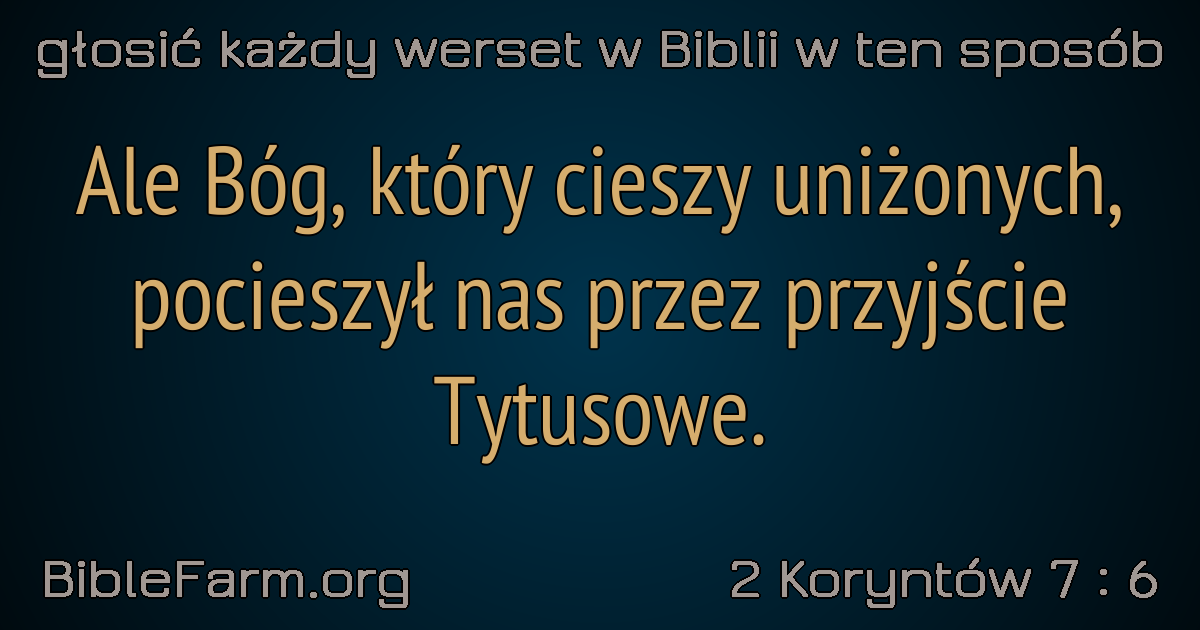 głosić każdy werset w Biblii w ten sposób
Ale Bóg, który cieszy uniżonych,
pocieszył nas przez przyjście
Tytusowe.
BibleFarm.org
2 Koryntów 7 : 6